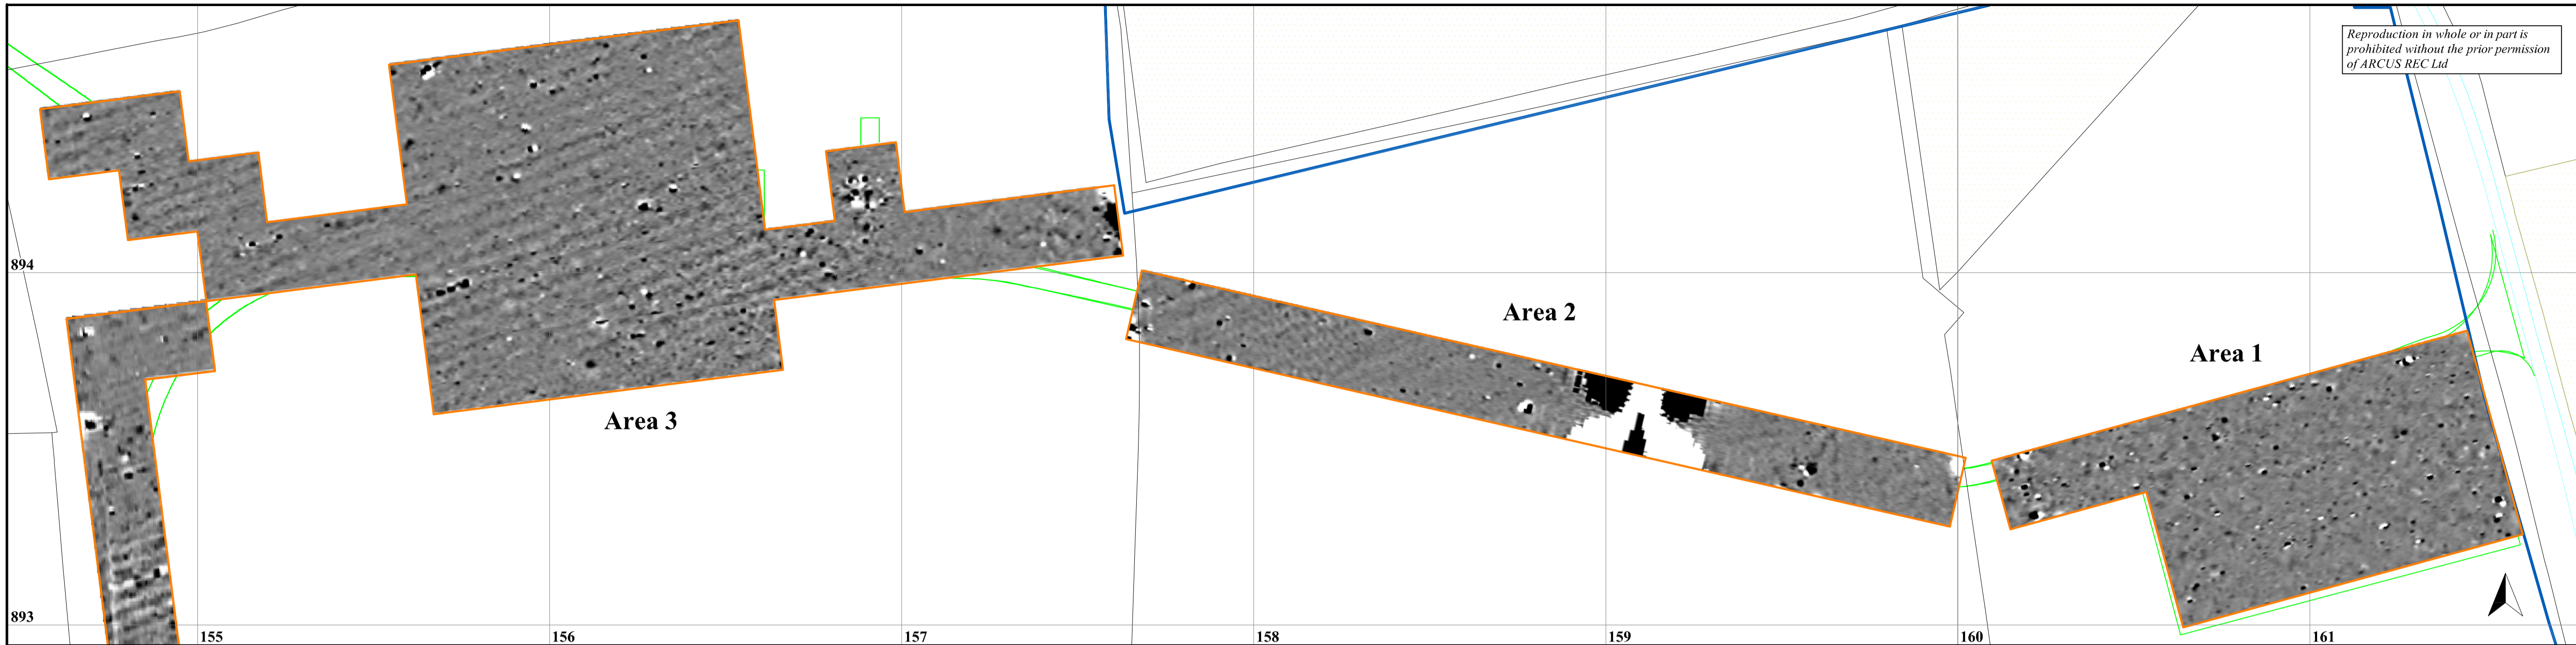 Reproduction in whole or in part is
prohibited without the prior permission
of ARCUS REC Ltd
894
Area 2
Area 1
Area 3
893
155
156
157
158
159
160
161